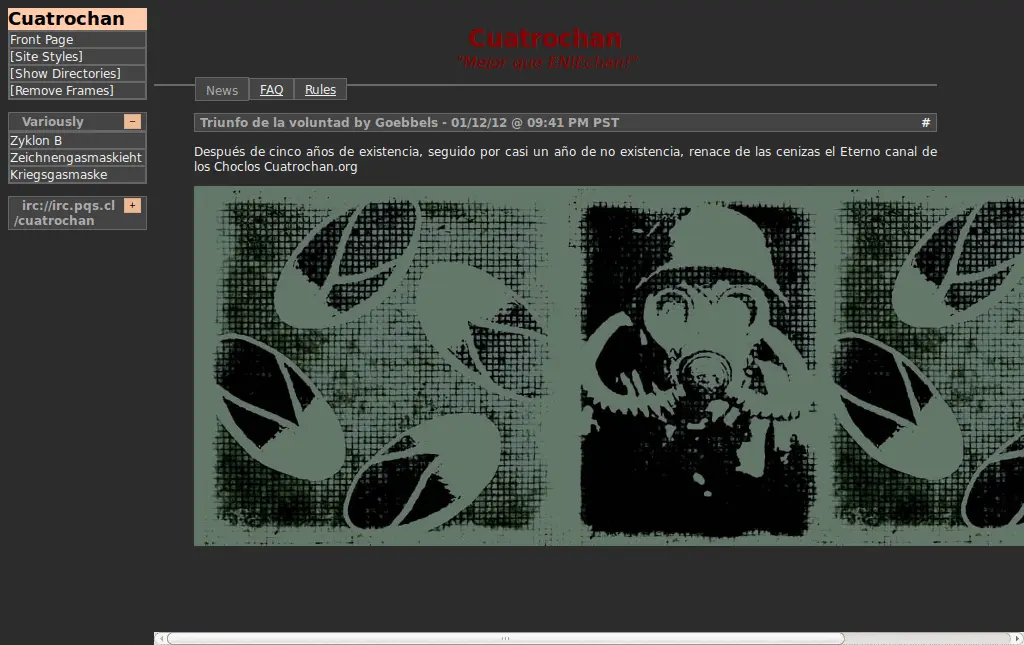 Cuatrochan
Front Page
[Site Styles]
[Show Directories]
[Remove Frames]
Variously −
Zyklon B
Zeichnengasmaskieht
Kriegsgasmaske
irc://irc.pqs.cl +
/cuatrochan
Cuatrochan
"Mejor que ENIEchan!"
News FAQ Rules
Triunfo de la voluntad by Goebbels - 01/12/12 @ 09:41 PM PST #
Después de cinco años de existencia, seguido por casi un año de no existencia, renace de las cenizas el Eterno canal de
los Choclos Cuatrochan.org